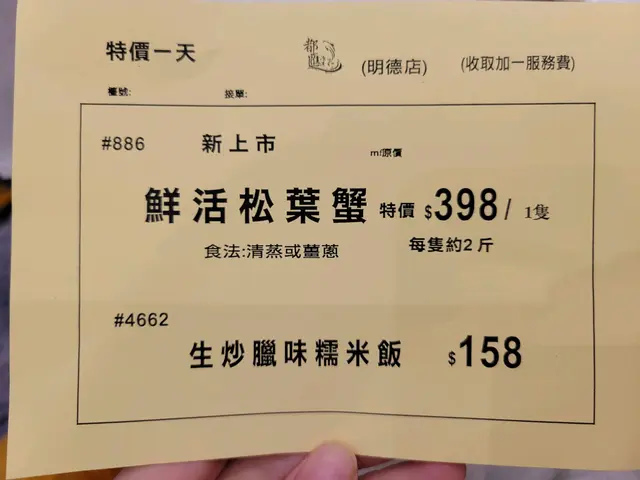 特價一天
(明德店)
(收取加一服務費)
檯號:
接單:
#886
新上市
原價
鮮活松葉蟹 特價 $398/ 1隻
食法:清蒸或薑蔥
每隻約2斤
#4662
生炒臘味糯米飯 $158